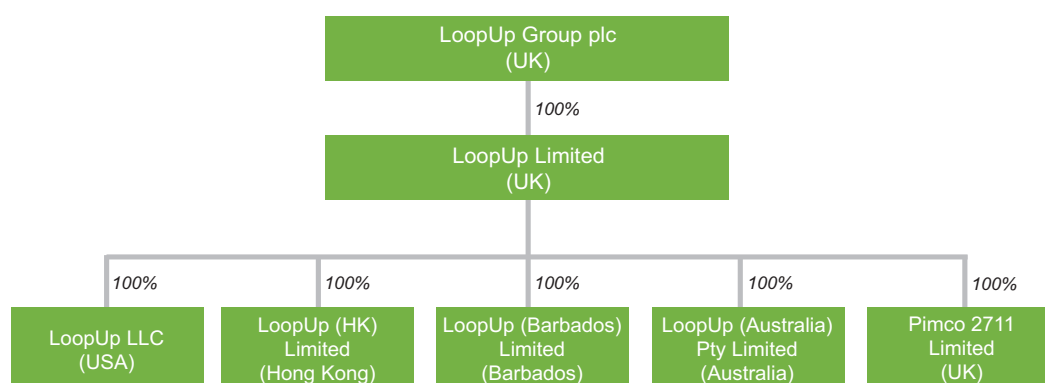 LoopUp Group plc
(UK)
100%
LoopUp Limited
(UK)
100%
100%
100%
100%
100%
LoopUp LLC
(USA)
LoopUp (HK)
Limited
(Hong Kong)
LoopUp (Barbados)
Limited
(Barbados)
LoopUp (Australia)
Pty Limited
(Australia)
Pimco 2711
Limited
(UK)